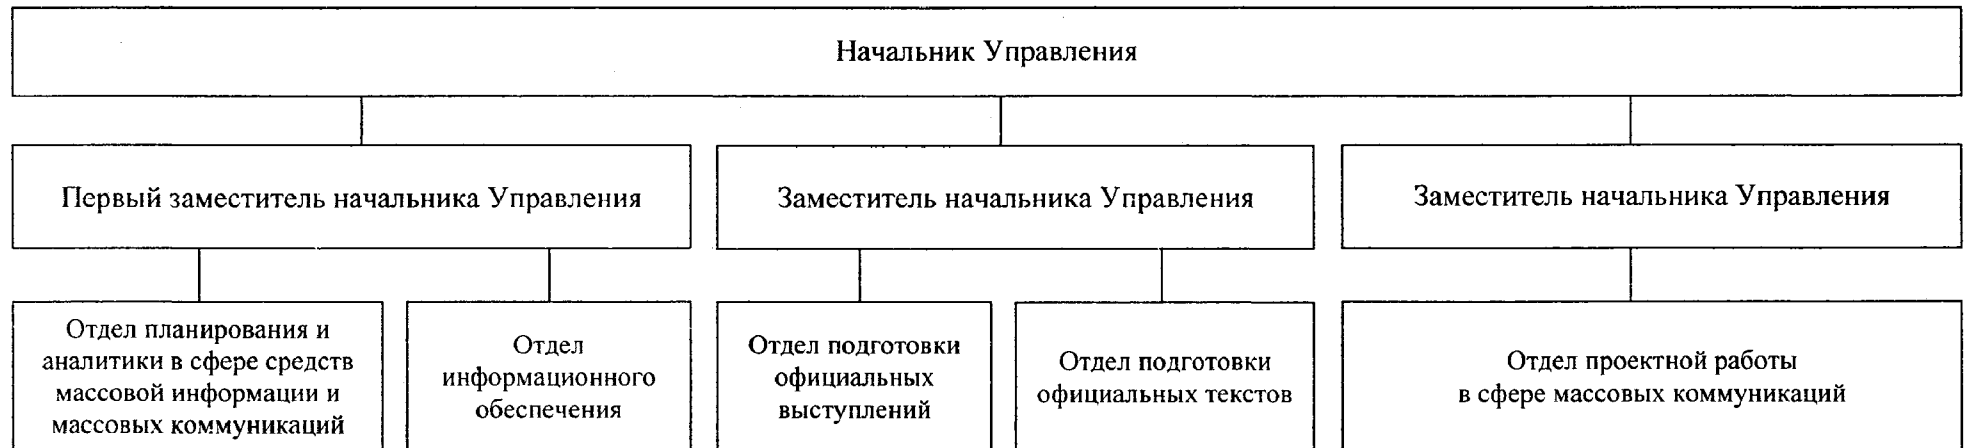 Начальник Управления
Первый заместитель начальника Управления
Заместитель начальника Управления
Заместитель начальника Управления
Отдел планирования и
аналитики в сфере средств
массовой информации и
массовых коммуникаций
Отдел
информационного
обеспечения
Отдел подготовки
официальных
выступлений
Отдел подготовки
официальных текстов
Отдел проектной работы
в сфере массовых коммуникаций